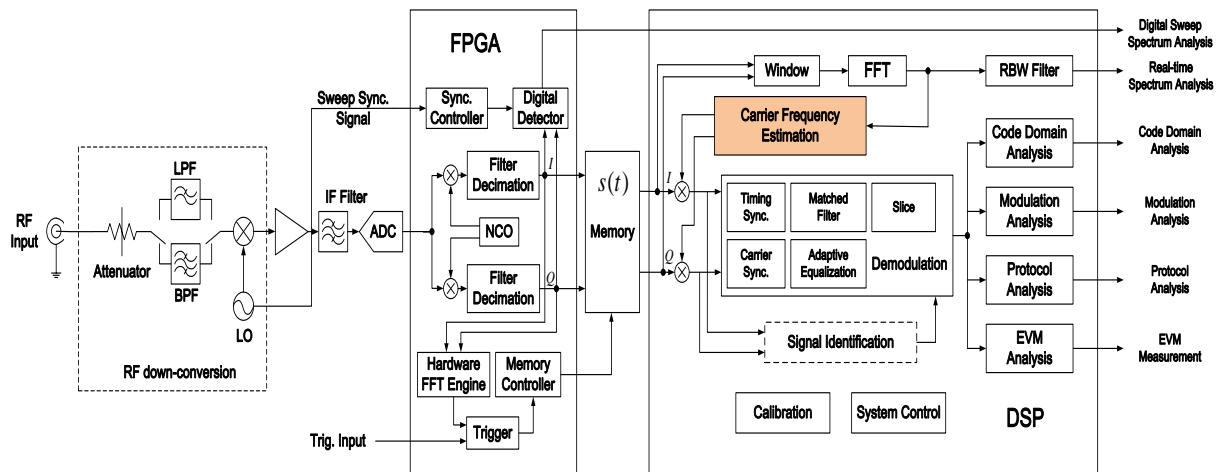 FPGA
Digital Sweep
Spectrum Analysis
Window
FFT
RBW Filter
Real-time
Spectrum Analysis
Sweep Sync.
Signal
Sync.
Controller
Digital
Detector
Carrier Frequency
Estimation
Code Domain
Analysis
Code Domain
Analysis
LPF
IF Filter
Filter
Decimation
I
s(t)
I
Timing
Sync.
Matched
Filter
Slice
RF
Input
Attenuator
ADC
NCO
Memory
Modulation
Analysis
Modulation
Analysis
BPF
Filter
Decimation
Q
Q
Carrier
Sync.
Adaptive
Equalization
Demodulation
Protocol
Analysis
Protocol
Analysis
LO
RF down-conversion
Hardware
FFT Engine
Memory
Controller
Signal Identification
EVM
Analysis
EVM
Measurement
Trig. Input
Trigger
Calibration
System Control
DSP